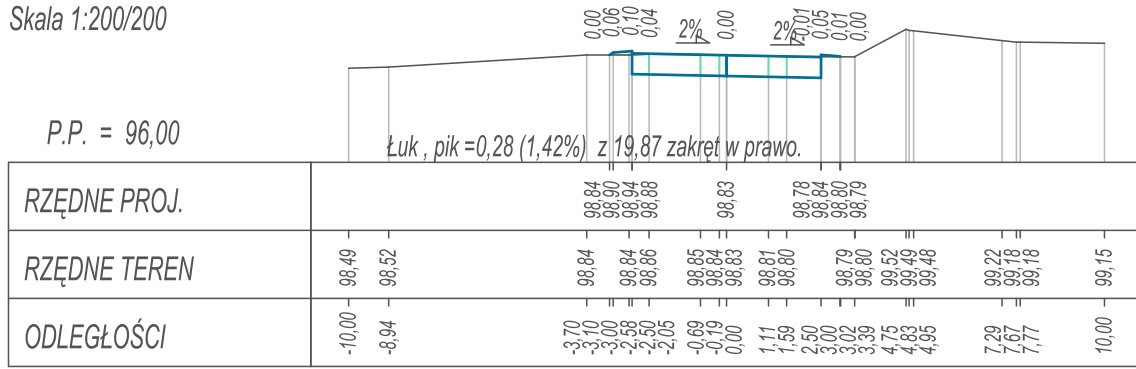 Skala 1:200/200
0,00 0,06 0,10 0,04 0,00 -0,01 0,05 0,01 0,00
2% 2%
P.P. = 96,00
Łuk , pik =0,28 (1,42%) z 19,87 zakręt w prawo.
RZĘDNE PROJ. 98,84 98,90 98,94 98,88 98,83 98,78 98,84 98,80 98,79
RZĘDNE TEREN 98,49 98,52 98,84 98,84 98,86 98,85 98,84 98,83 98,81 98,80 98,79 98,80 99,52 99,49 99,48 99,22 99,18 99,18 99,15
ODLEGŁOŚCI -10,00 -8,94 -3,70 -3,10 -3,00 -2,58 -2,50 -2,05 -0,69 -0,19 0,00 1,11 1,59 2,50 3,00 3,02 3,39 4,75 4,83 4,95 7,29 7,67 7,77 10,00